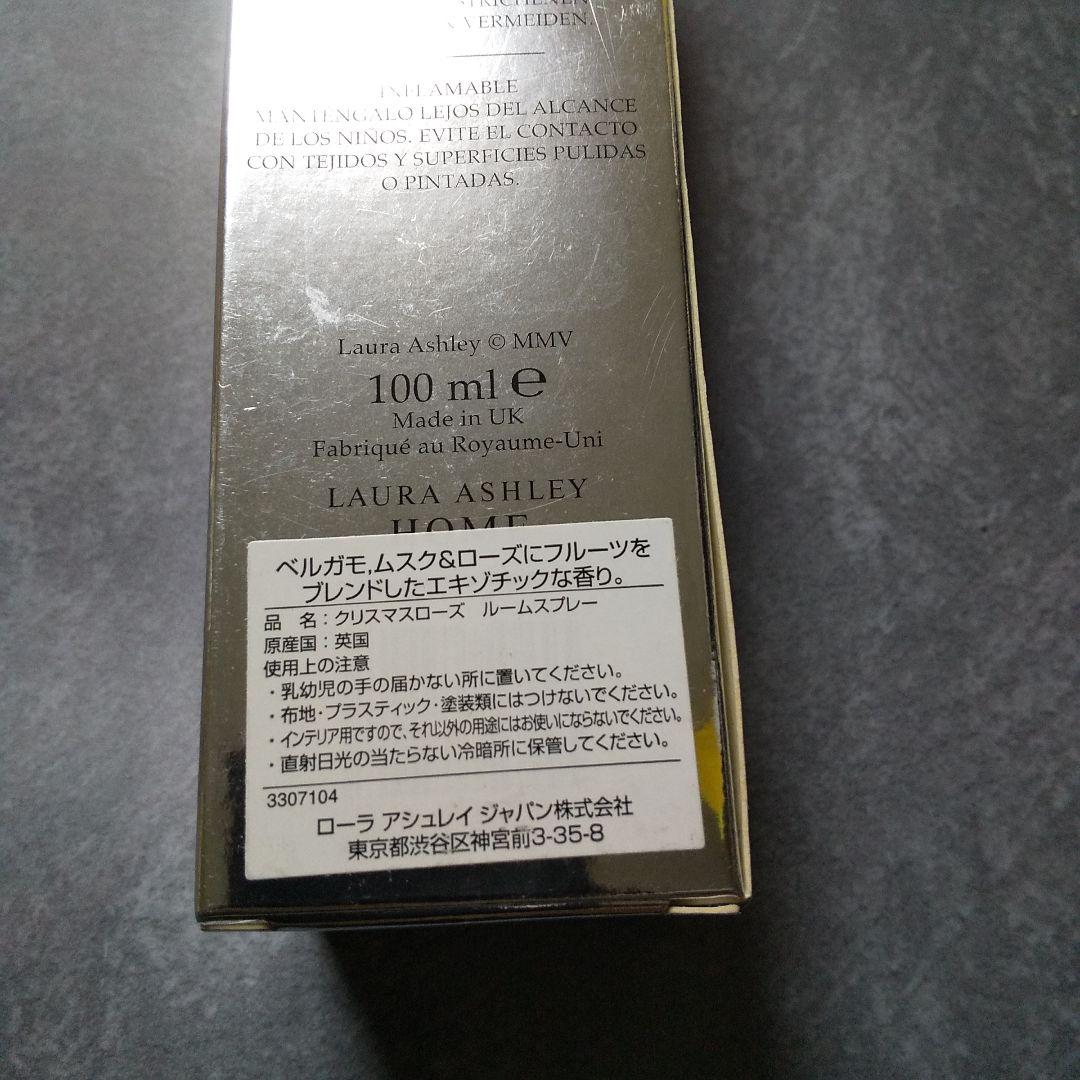 VERMEIDEN.
INFLAMABLE
MANTENGALO LEJOS DEL ALCANCE
DE LOS NIÑOS. EVITE EL CONTACTO
CON TEJIDOS Y SUPERFICIES PULIDAS
O PINTADAS.
Laura Ashley © MMV
100 ml ℮
Made in UK
Fabriqué au Royaume-Uni
LAURA ASHLEY
HOME
ベルガモ,ムスク&ローズにフルーツを
ブレンドしたエキゾチックな香り。
品 名：クリスマスローズ ルームスプレー
原産国：英国
使用上の注意
・乳幼児の手の届かない所に置いてください。
・布地・プラスティック・塗装類にはつけないでください。
・インテリア用ですので、それ以外の用途にはお使いにならないでください。
・直射日光の当たらない冷暗所に保管してください。
3307104
ローラ アシュレイ ジャパン株式会社
東京都渋谷区神宮前3-35-8